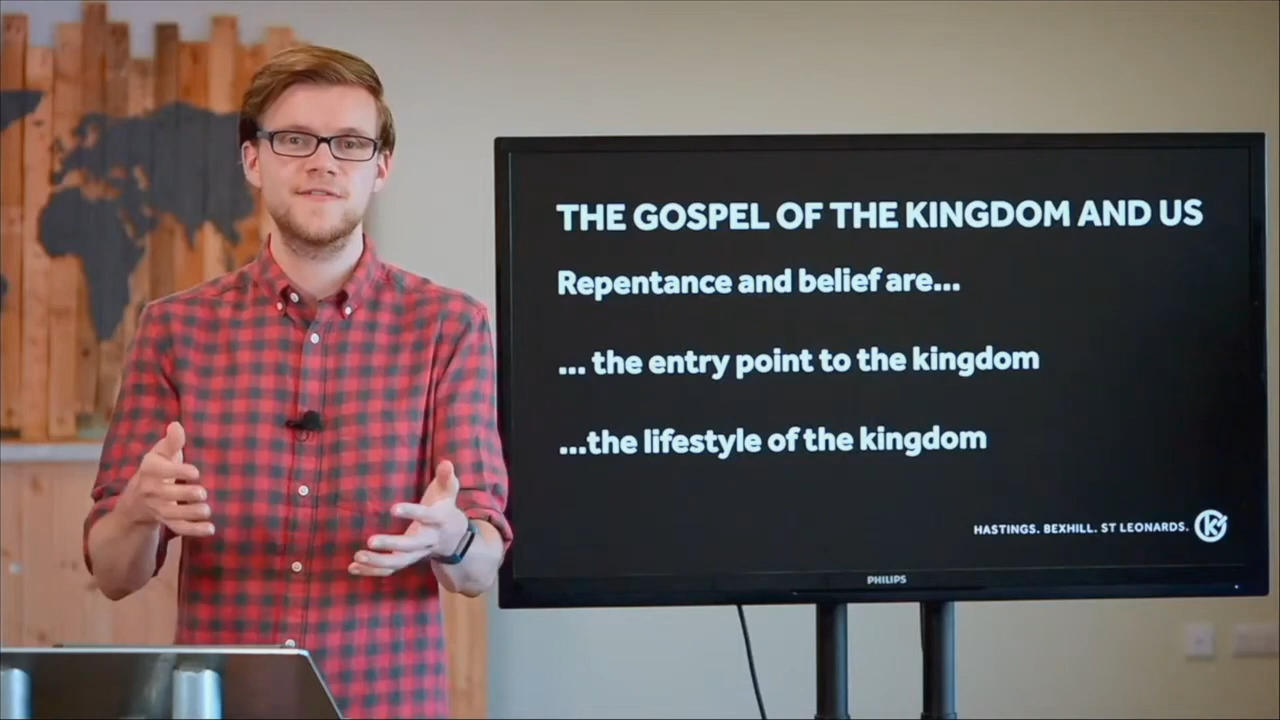 THE GOSPEL OF THE KINGDOM AND US
Repentance and belief are...
... the entry point to the kingdom
...the lifestyle of the kingdom
HASTINGS. BEXHILL. ST LEONARDS. K
PHILIPS